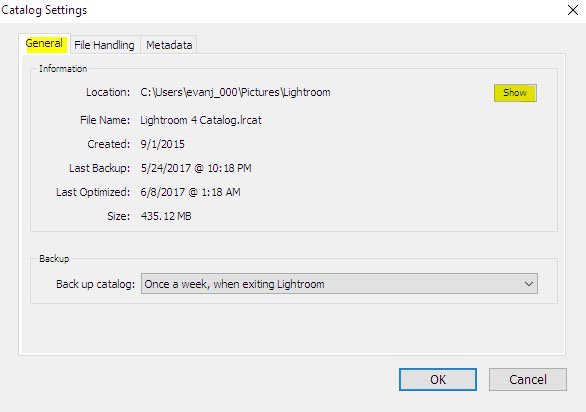 Catalog Settings
General File Handling Metadata
Information
Location: C:\Users\evanj_000\Pictures\Lightroom Show
File Name: Lightroom 4 Catalog.lrcat
Created: 9/1/2015
Last Backup: 5/24/2017 @ 10:18 PM
Last Optimized: 6/8/2017 @ 1:18 AM
Size: 435.12 MB
Backup
Back up catalog: Once a week, when exiting Lightroom
OK Cancel